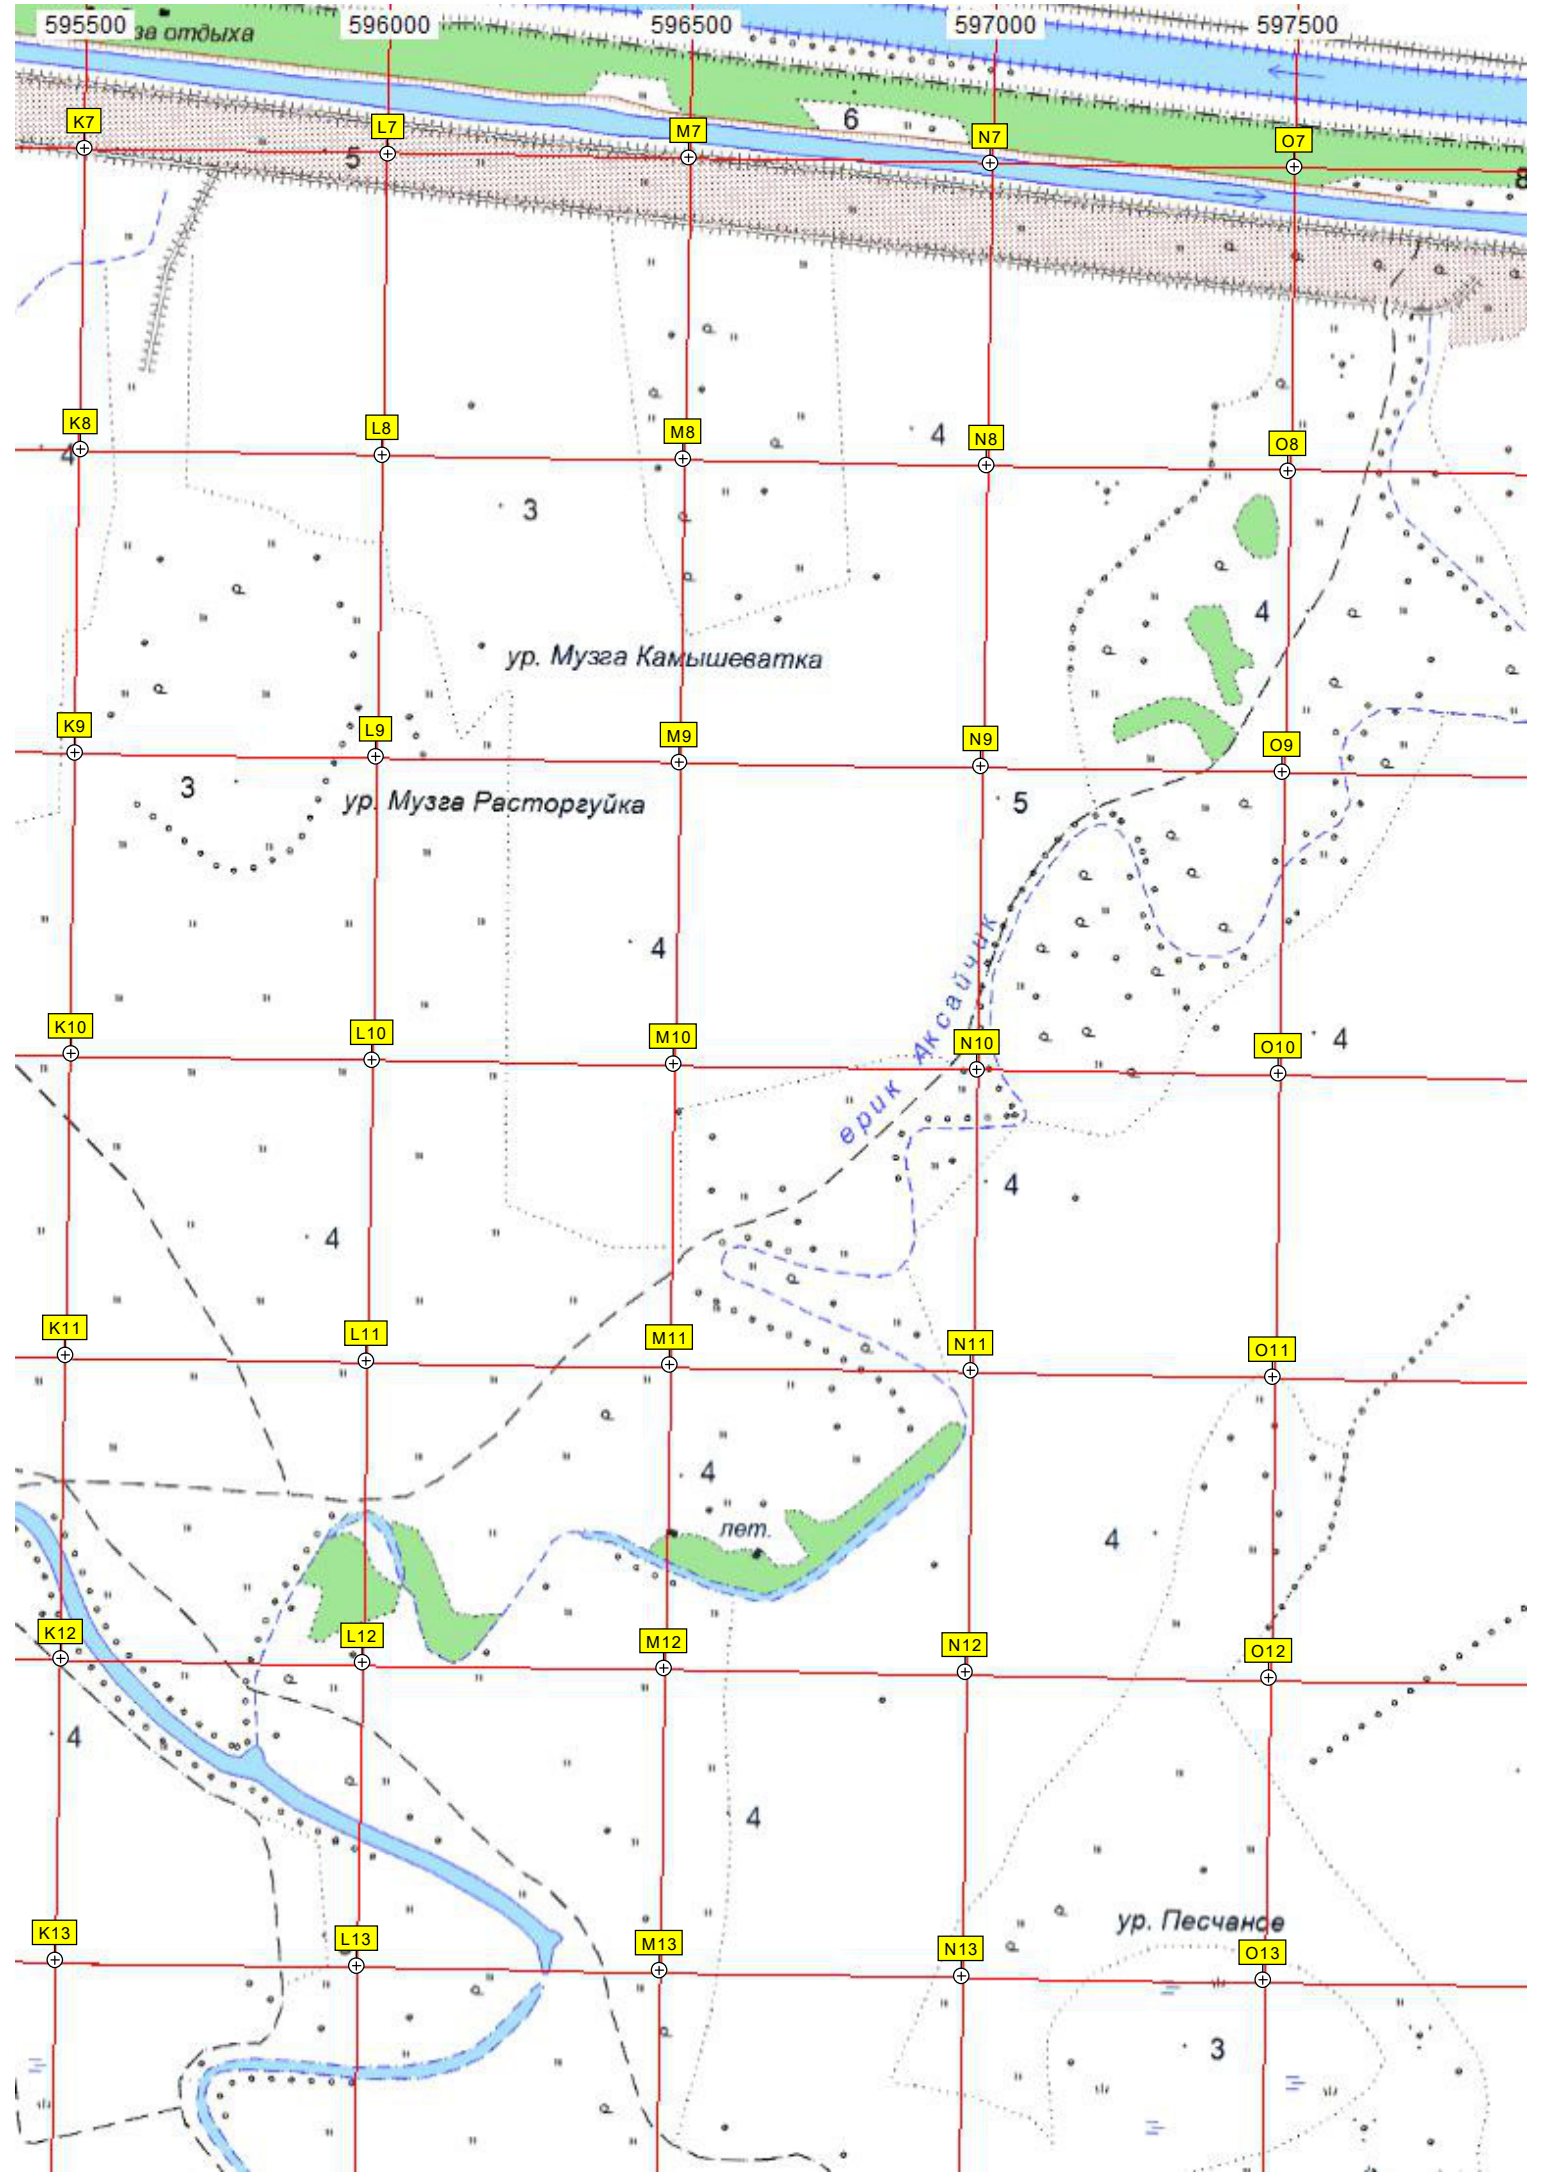 595500 596000 596500 597000 597500
за отдыха
6
K7 L7 M7 N7 O7
5
8
K8 L8 M8 N8 O8
4
4
3
4
ур. Музга Камышеватка
K9 L9 M9 N9 O9
3
ур. Музга Расторгуйка
5
4
ерик Аксайчик
K10 L10 M10 N10 O10
4
4
4
K11 L11 M11 N11 O11
4
лет.
4
K12 L12 M12 N12 O12
4
4
ур. Песчаное
K13 L13 M13 N13 O13
3